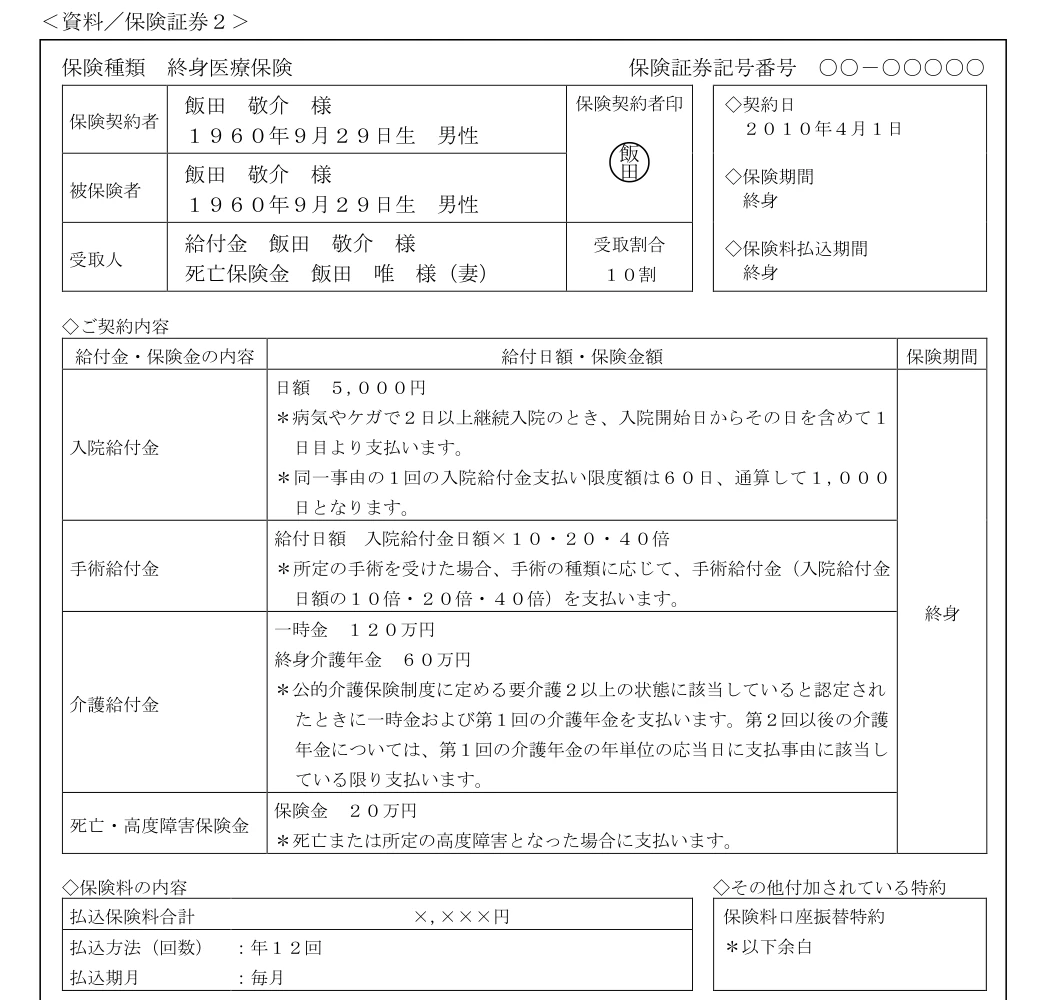 ＜資料／保険証券２＞
保険種類　終身医療保険　　保険証券記号番号　○○－○○○○○
保険契約者
飯田　敬介　様
１９６０年９月２９日生　男性
保険契約者印
飯田
被保険者
飯田　敬介　様
１９６０年９月２９日生　男性
受取人
給付金　飯田　敬介　様
死亡保険金　飯田　唯　様（妻）
受取割合
１０割
◇契約日
２０１０年４月１日
◇保険期間
終身
◇保険料払込期間
終身
◇ご契約内容
給付金・保険金の内容　給付日額・保険金額　保険期間
入院給付金
日額　５,０００円
＊病気やケガで２日以上継続入院のとき、入院開始日からその日を含めて１
日目より支払います。
＊同一事由の１回の入院給付金支払い限度額は６０日、通算して１,０００
日となります。
手術給付金
給付日額　入院給付金日額×１０・２０・４０倍
＊所定の手術を受けた場合、手術の種類に応じて、手術給付金（入院給付金
日額の１０倍・２０倍・４０倍）を支払います。
介護給付金
一時金　１２０万円
終身介護年金　６０万円
＊公的介護保険制度に定める要介護２以上の状態に該当していると認定され
たときに一時金および第１回の介護年金を支払います。第２回以後の介護
年金については、第１回の介護年金の年単位の応当日に支払事由に該当し
ている限り支払います。
死亡・高度障害保険金
保険金　２０万円
＊死亡または所定の高度障害となった場合に支払います。
終身
◇保険料の内容
払込保険料合計　×,×××円
払込方法（回数）　：年１２回
払込期月　：毎月
◇その他付加されている特約
保険料口座振替特約
＊以下余白